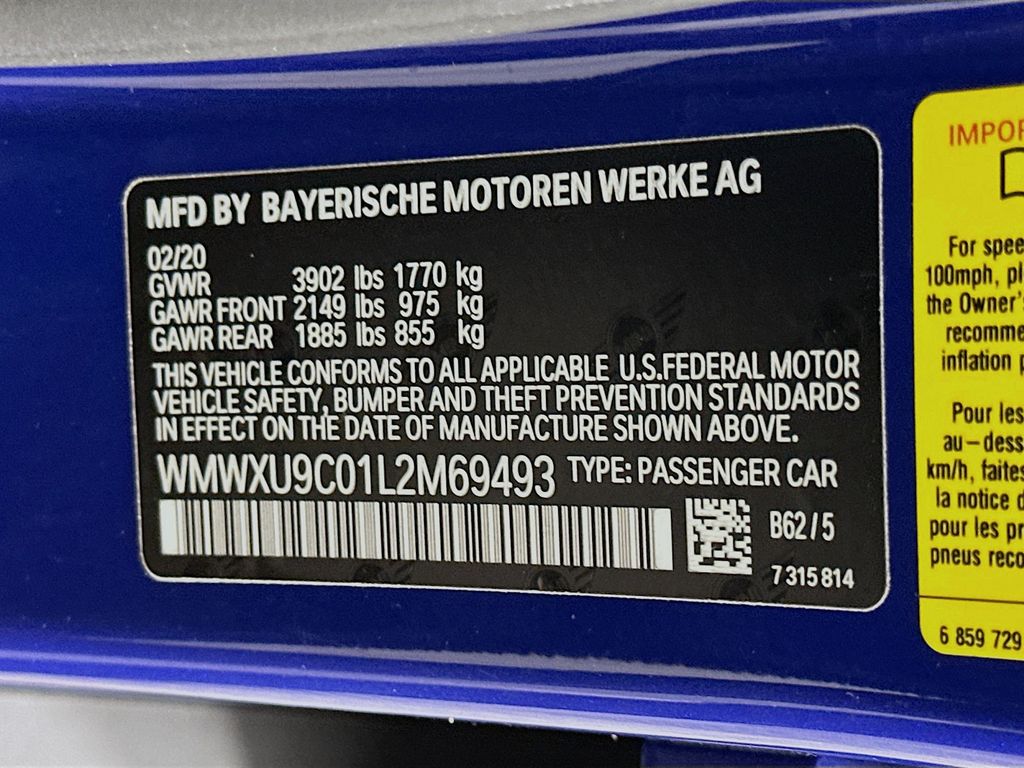 MFD BY BAYERISCHE MOTOREN WERKE AG
02/20
GVWR 3902 lbs 1770 kg
GAWR FRONT 2149 lbs 975 kg
GAWR REAR 1885 lbs 855 kg
THIS VEHICLE CONFORMS TO ALL APPLICABLE U.S.FEDERAL MOTOR
VEHICLE SAFETY, BUMPER AND THEFT PREVENTION STANDARDS
IN EFFECT ON THE DATE OF MANUFACTURE SHOWN ABOVE.
WMWXU9C01L2M69493 TYPE: PASSENGER CAR
B62/5
7 315 814
IMPOR
For spee
100mph, pl
the Owner's
recomme
inflation p
Pour les
au-dess
km/h, faites
la notice d
pour les pr
pneus reco
6 859 729